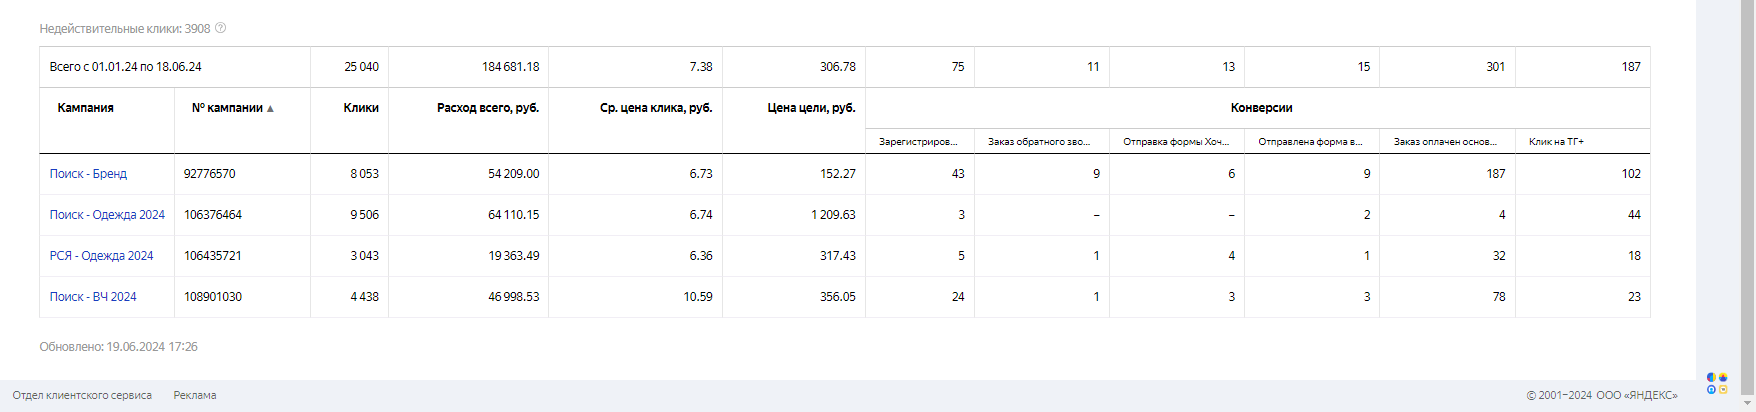 Недействительные клики: 3908
Всего с 01.01.24 по 18.06.24 25 040 184 681.18 7.38 306.78 75 11 13 15 301 187
Кампания № кампании ▲ Клики Расход всего, руб. Ср. цена клика, руб. Цена цели, руб. Конверсии
Зарегистриров... Заказ обратного зво... Отправка формы Хоч... Отправлена форма в... Заказ оплачен основ... Клик на ТГ+
Поиск - Бренд 92776570 8 053 54 209.00 6.73 152.27 43 9 6 9 187 102
Поиск - Одежда 2024 106376464 9 506 64 110.15 6.74 1 209.63 3 – – 2 4 44
РСЯ - Одежда 2024 106435721 3 043 19 363.49 6.36 317.43 5 1 4 1 32 18
Поиск - ВЧ 2024 108901030 4 438 46 998.53 10.59 356.05 24 1 3 3 78 23
Обновлено: 19.06.2024 17:26
Отдел клиентского сервиса Реклама © 2001–2024 ООО «ЯНДЕКС»